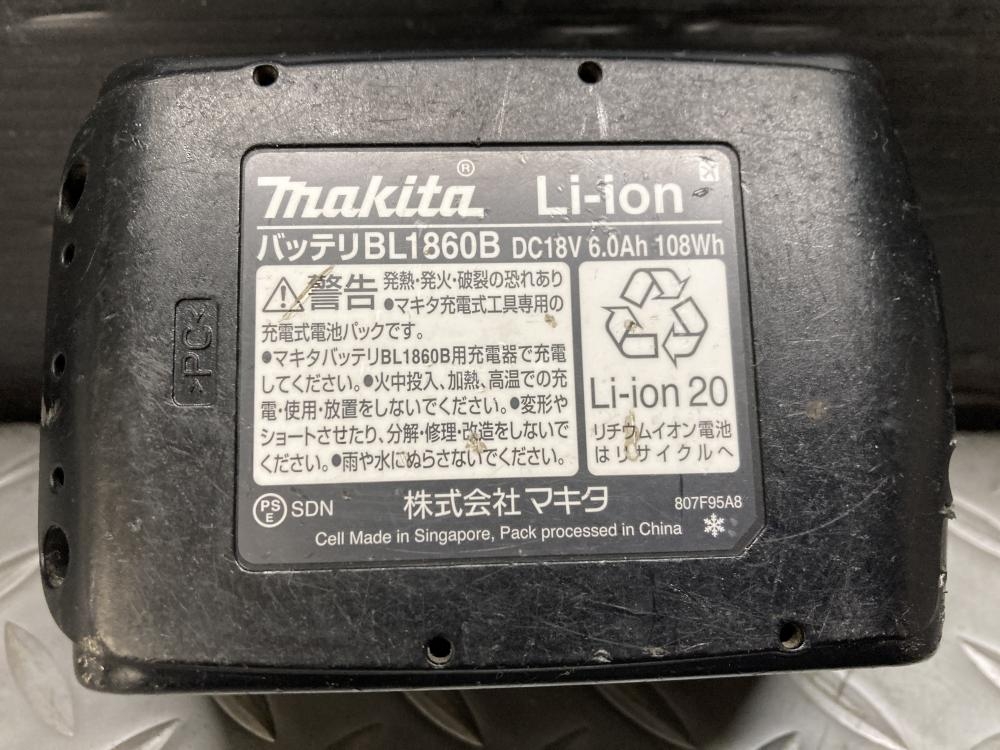 makita® Li-ion
バッテリBL1860B DC18V 6.0Ah 108Wh
警告 発熱・発火・破裂の恐れあり
●マキタ充電式工具専用の
充電式電池パックです。
●マキタバッテリBL1860B用充電器で充電
してください。●火中投入、加熱、高温での充
電・使用・放置をしないでください。●変形や
ショートさせたり、分解・修理・改造をしないで
ください。●雨や水にぬらさないでください。
Li-ion 20
リチウムイオン電池
はリサイクルへ
PSE SDN 株式会社マキタ 807F95A8
Cell Made in Singapore, Pack processed in China
>PC<